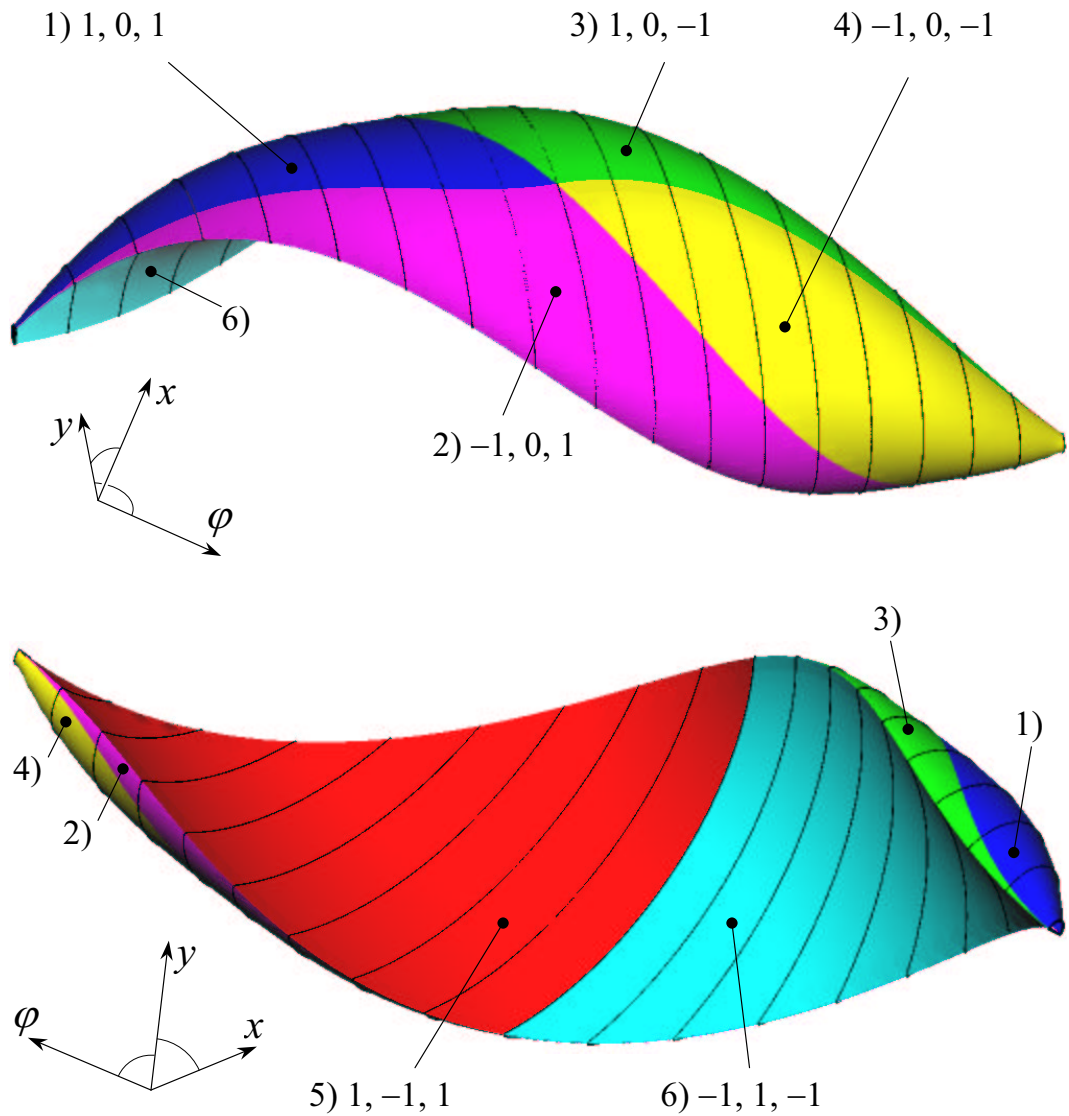 1) 1, 0, 1
3) 1, 0, –1
4) –1, 0, –1
6)
2) –1, 0, 1
x
y
φ
3)
1)
4)
2)
y
φ
x
5) 1, –1, 1
6) –1, 1, –1